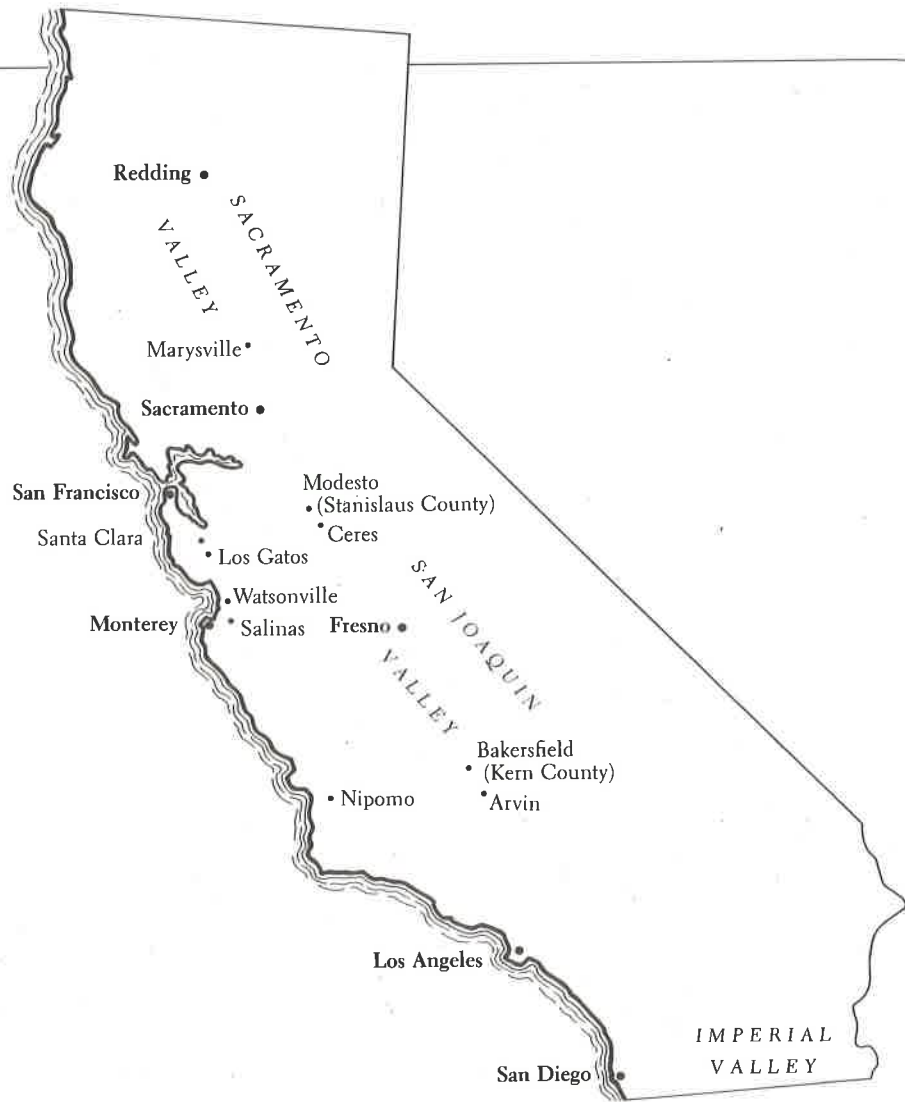 Redding
SACRAMENTO
VALLEY
Marysville
Sacramento
San Francisco
Modesto
(Stanislaus County)
Ceres
Santa Clara
Los Gatos
SAN JOAQUIN
VALLEY
Watsonville
Monterey
Salinas
Fresno
Bakersfield
(Kern County)
Arvin
Nipomo
Los Angeles
IMPERIAL
VALLEY
San Diego